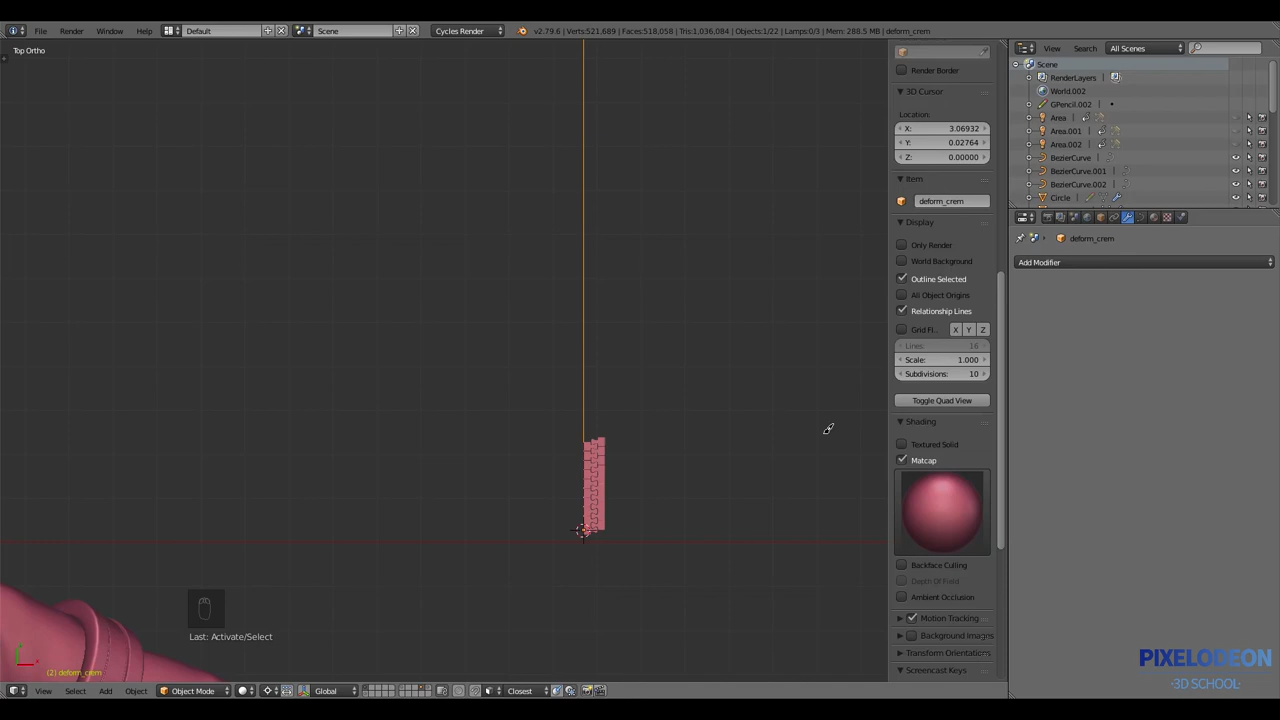 File Render Window Help Default Scene Cycles Render v2.79.6 | Verts:521,689 | Faces:518,058 | Tris:1,036,084 | Objects:1/22 | Lamps:0/3 | Mem: 288.5 MB | deform_crem
Top Ortho
View Search All Scenes
Scene
RenderLayers
World.002
GPencil.002
Area
Area.001
Area.002
BezierCurve
BezierCurve.001
BezierCurve.002
Circle
Render Border
3D Cursor
Location:
X: 3.06932
Y: 0.02764
Z: 0.00000
Item
deform_crem
Display
Only Render
World Background
Outline Selected
All Object Origins
Relationship Lines
Grid Fl.. X Y Z
Lines: 16
Scale: 1.000
Subdivisions: 10
Toggle Quad View
Shading
Textured Solid
Matcap
Backface Culling
Depth Of Field
Ambient Occlusion
Motion Tracking
Background Images
Transform Orientations
Screencast Keys
deform_crem
Add Modifier
Last: Activate/Select
(2) deform_crem
View Select Add Object Object Mode Global Closest
PIXELODEON
3D SCHOOL